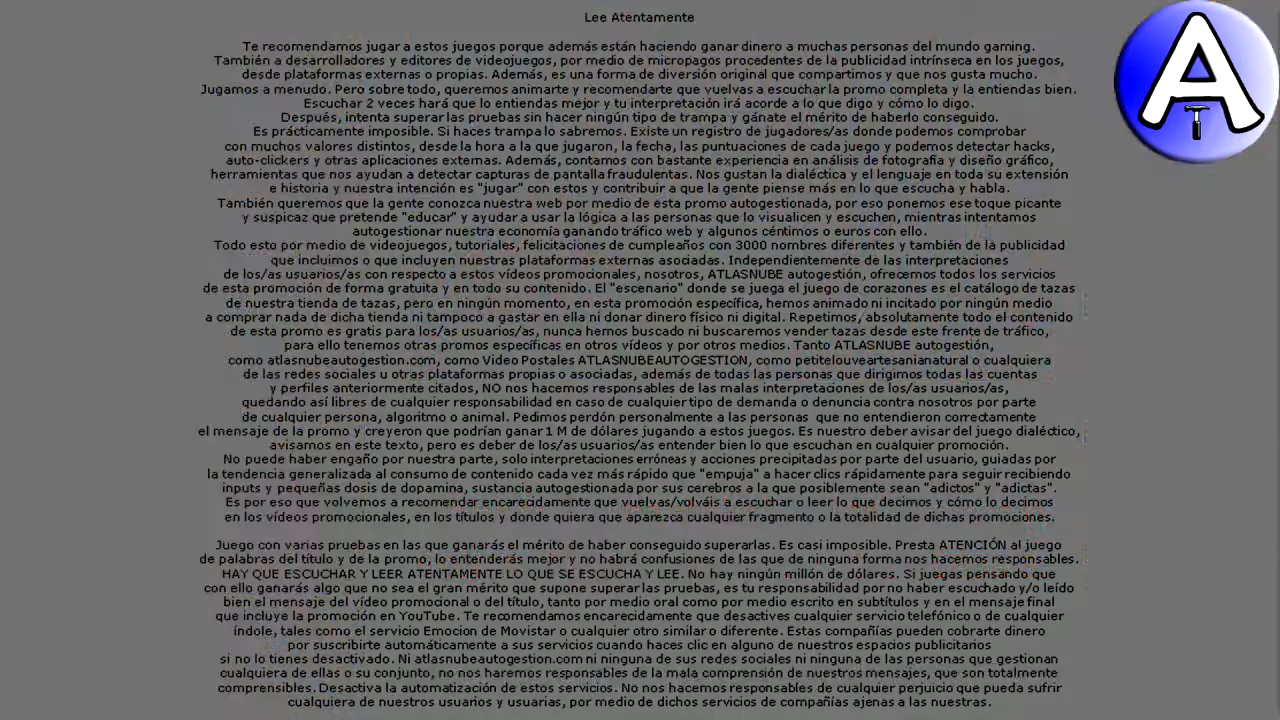 Lee Atentamente
Te recomendamos jugar a estos juegos porque además están haciendo ganar dinero a muchas personas del mundo gaming.
También a desarrolladores y editores de videojuegos, por medio de micropagos procedentes de la publicidad intrínseca en los juegos,
desde plataformas externas o propias. Además, es una forma de diversión original que compartimos y que nos gusta mucho.
Jugamos a menudo. Pero sobre todo, queremos animarte y recomendarte que vuelvas a escuchar la promo completa y la entiendas bien.
Escuchar 2 veces hará que lo entiendas mejor y tu interpretación irá acorde a lo que digo y cómo lo digo.
Después, intenta superar las pruebas sin hacer ningún tipo de trampa y gánate el mérito de haberlo conseguido.
Es prácticamente imposible. Si haces trampa lo sabremos. Existe un registro de jugadores/as donde podemos comprobar
con muchos valores distintos, desde la hora a la que jugaron, la fecha, las puntuaciones de cada juego y podemos detectar hacks,
auto-clickers y otras aplicaciones externas. Además, contamos con bastante experiencia en análisis de fotografía y diseño gráfico,
herramientas que nos ayudan a detectar capturas de pantalla fraudulentas. Nos gustan la dialéctica y el lenguaje en toda su extensión
e historia y nuestra intención es "jugar" con estos y contribuir a que la gente piense más en lo que escucha y habla.
También queremos que la gente conozca nuestra web por medio de esta promo autogestionada, por eso ponemos ese toque picante
y suspicaz que pretende "educar" y ayudar a usar la lógica a las personas que lo visualicen y escuchen, mientras intentamos
autogestionar nuestra economía ganando tráfico web y algunos céntimos o euros con ello.
Todo esto por medio de videojuegos, tutoriales, felicitaciones de cumpleaños con 3000 nombres diferentes y también de la publicidad
que incluimos o que incluyen nuestras plataformas externas asociadas. Independientemente de las interpretaciones
de los/as usuarios/as con respecto a estos vídeos promocionales, nosotros, ATLASNUBE autogestión, ofrecemos todos los servicios
de esta promoción de forma gratuita y en todo su contenido. El "escenario" donde se juega el juego de corazones es el catálogo de tazas
de nuestra tienda de tazas, pero en ningún momento, en esta promoción específica, hemos animado ni incitado por ningún medio
a comprar nada de dicha tienda ni tampoco a gastar en ella ni donar dinero físico ni digital. Repetimos, absolutamente todo el contenido
de esta promo es gratis para los/as usuarios/as, nunca hemos buscado ni buscaremos vender tazas desde este frente de tráfico,
para ello tenemos otras promos específicas en otros vídeos y por otros medios. Tanto ATLASNUBE autogestión,
como atlasnubeautogestion.com, como Video Postales ATLASNUBEAUTOGESTION, como petitelouveartesanianatural o cualquiera
de las redes sociales u otras plataformas propias o asociadas, además de todas las personas que dirigimos todas las cuentas
y perfiles anteriormente citados, NO nos hacemos responsables de las malas interpretaciones de los/as usuarios/as,
quedando así libres de cualquier responsabilidad en caso de cualquier tipo de demanda o denuncia contra nosotros por parte
de cualquier persona, algoritmo o animal. Pedimos perdón personalmente a las personas que no entendieron correctamente
el mensaje de la promo y creyeron que podrían ganar 1 M de dólares jugando a estos juegos. Es nuestro deber avisar del juego dialéctico,
avisamos en este texto, pero es deber de los/as usuarios/as entender bien lo que escuchan en cualquier promoción.
No puede haber engaño por nuestra parte, solo interpretaciones erróneas y acciones precipitadas por parte del usuario, guiadas por
la tendencia generalizada al consumo de contenido cada vez más rápido que "empuja" a hacer clics rápidamente para seguir recibiendo
inputs y pequeñas dosis de dopamina, sustancia autogestionada por sus cerebros a la que posiblemente sean "adictos" y "adictas".
Es por eso que volvemos a recomendar encarecidamente que vuelvas/volváis a escuchar o leer lo que decimos y cómo lo decimos
en los vídeos promocionales, en los títulos y donde quiera que aparezca cualquier fragmento o la totalidad de dichas promociones.
Juego con varias pruebas en las que ganarás el mérito de haber conseguido superarlas. Es casi imposible. Presta ATENCIÓN al juego
de palabras del título y de la promo, lo entenderás mejor y no habrá confusiones de las que de ninguna forma nos hacemos responsables.
HAY QUE ESCUCHAR Y LEER ATENTAMENTE LO QUE SE ESCUCHA Y LEE. No hay ningún millón de dólares. Si juegas pensando que
con ello ganarás algo que no sea el gran mérito que supone superar las pruebas, es tu responsabilidad por no haber escuchado y/o leído
bien el mensaje del vídeo promocional o del título, tanto por medio oral como por medio escrito en subtítulos y en el mensaje final
que incluye la promoción en YouTube. Te recomendamos encarecidamente que desactives cualquier servicio telefónico o de cualquier
índole, tales como el servicio Emocion de Movistar o cualquier otro similar o diferente. Estas compañías pueden cobrarte dinero
por suscribirte automáticamente a sus servicios cuando haces clic en alguno de nuestros espacios publicitarios
si no lo tienes desactivado. Ni atlasnubeautogestion.com ni ninguna de sus redes sociales ni ninguna de las personas que gestionan
cualquiera de ellas o su conjunto, no nos haremos responsables de la mala comprensión de nuestros mensajes, que son totalmente
comprensibles. Desactiva la automatización de estos servicios. No nos hacemos responsables de cualquier perjuicio que pueda sufrir
cualquiera de nuestros usuarios y usuarias, por medio de dichos servicios de compañías ajenas a las nuestras.
A